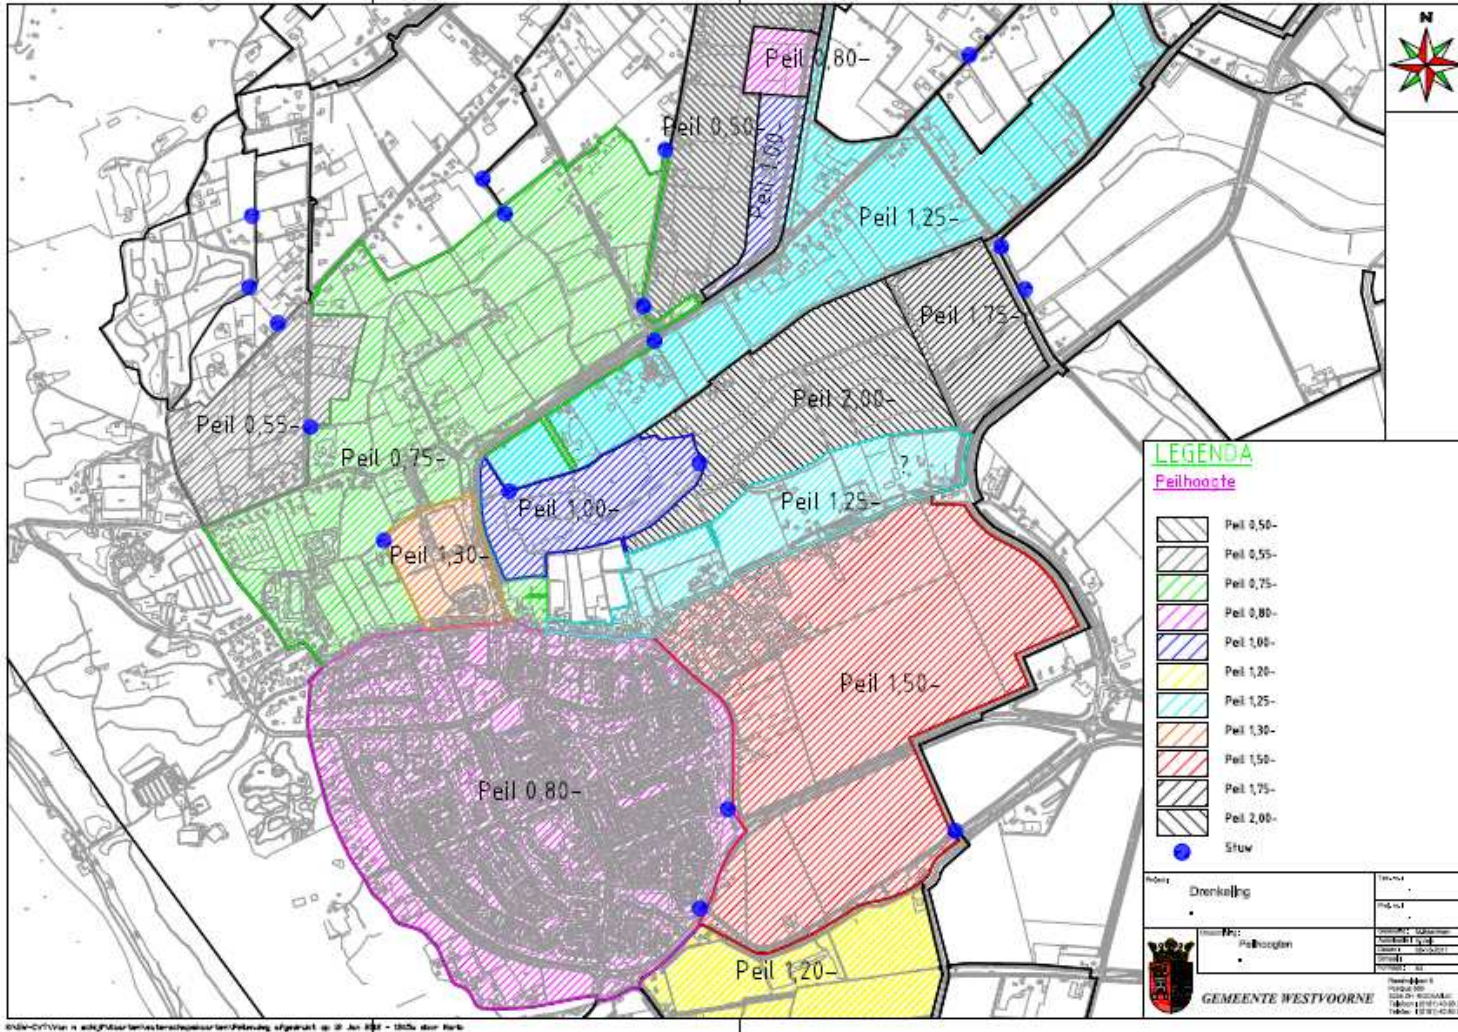 N
Peil 0,80-
Peil 0,50-
Peil 1,00-
Peil 1,25-
Peil 1,75-
Peil 2,00-
Peil 0,55-
Peil 0,75-
?
Peil 1,25-
Peil 1,00-
Peil 1,30-
Peil 1,50-
Peil 0,80-
Peil 1,20-
LEGENDA
Peilhoogte
Peil 0,50-
Peil 0,55-
Peil 0,75-
Peil 0,80-
Peil 1,00-
Peil 1,20-
Peil 1,25-
Peil 1,30-
Peil 1,50-
Peil 1,75-
Peil 2,00-
Stuw
Drenkeling
Peilhoogten
GEMEENTE WESTVOORNE